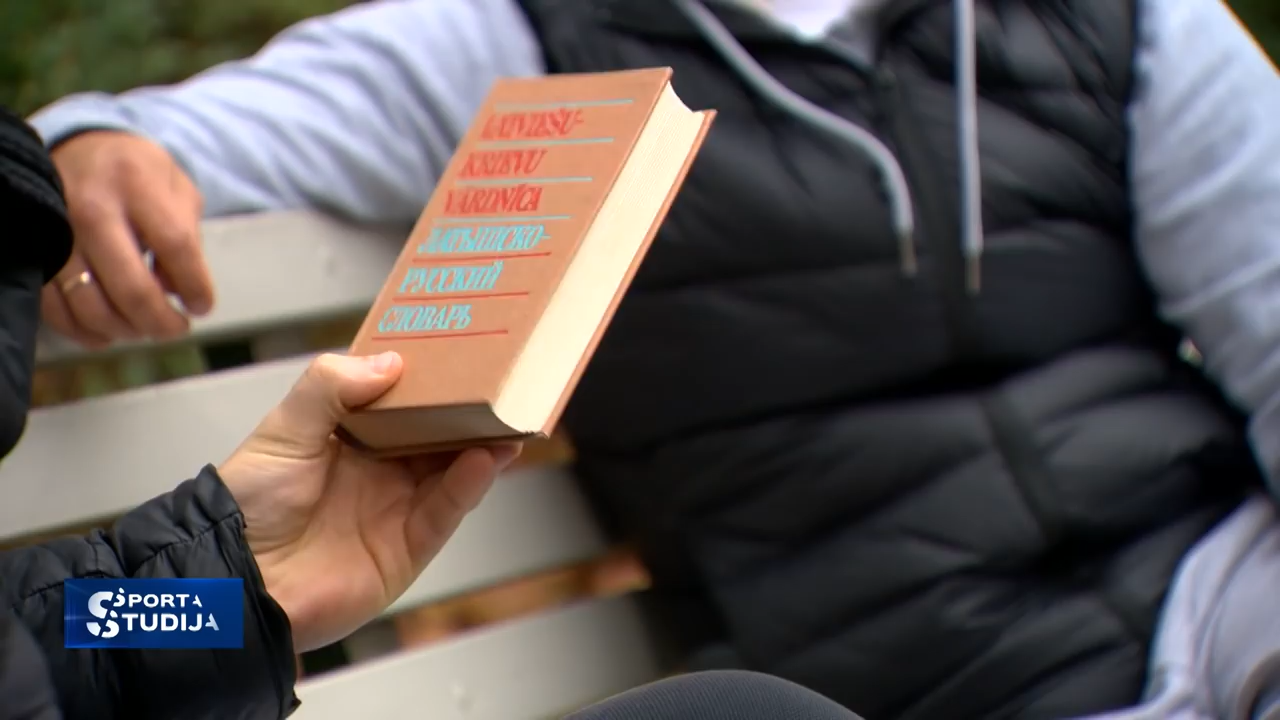 LATVIEŠU-
KRIEVU
VĀRDNĪCA
ЛАТЫШСКО-
РУССКИЙ
СЛОВАРЬ
SPORTA
STUDIJA